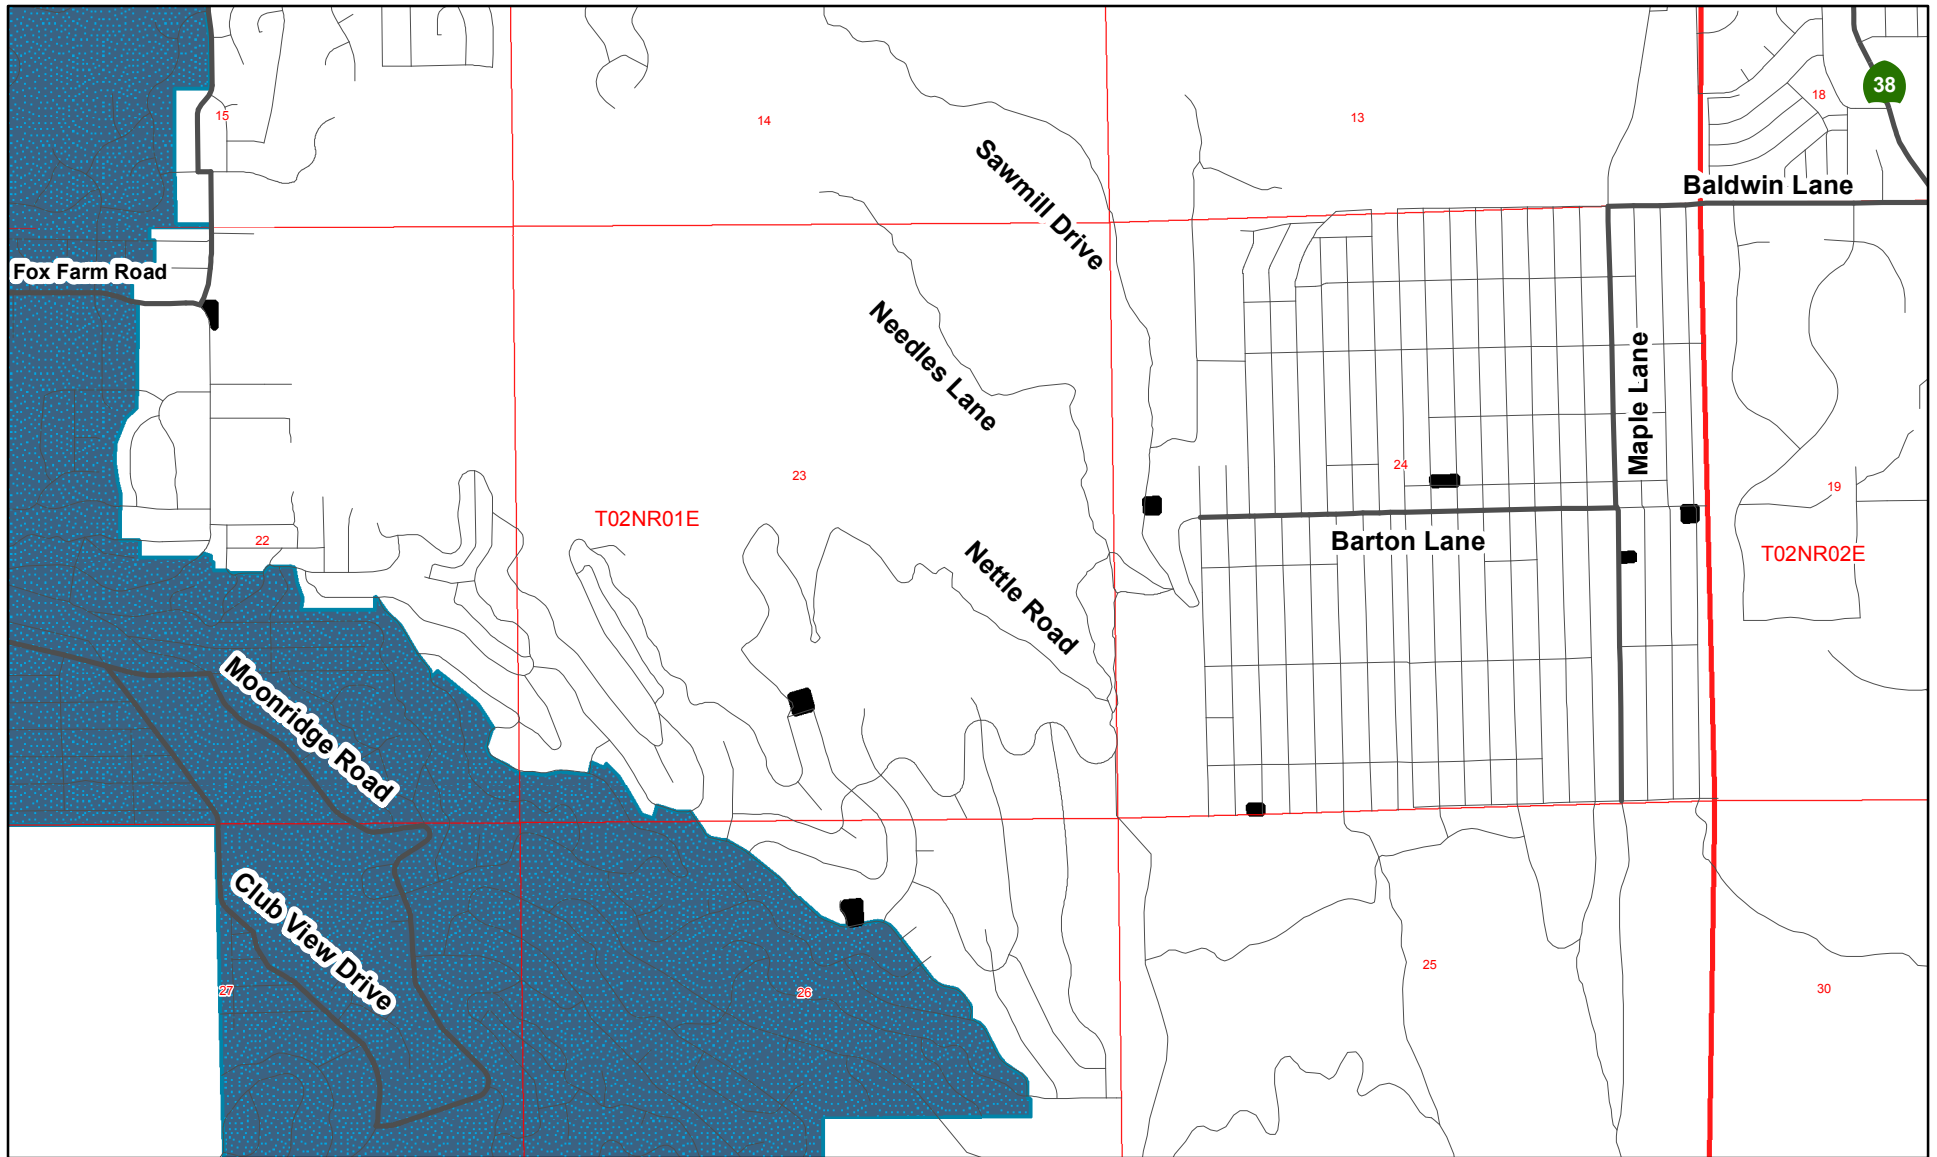 38
18
15
14
13
Baldwin Lane
Sawmill Drive
Fox Farm Road
Needles Lane
Maple Lane
24
23
19
T02NR01E
22
Barton Lane
T02NR02E
Nettle Road
Moonridge Road
Club View Drive
25
27
26
30